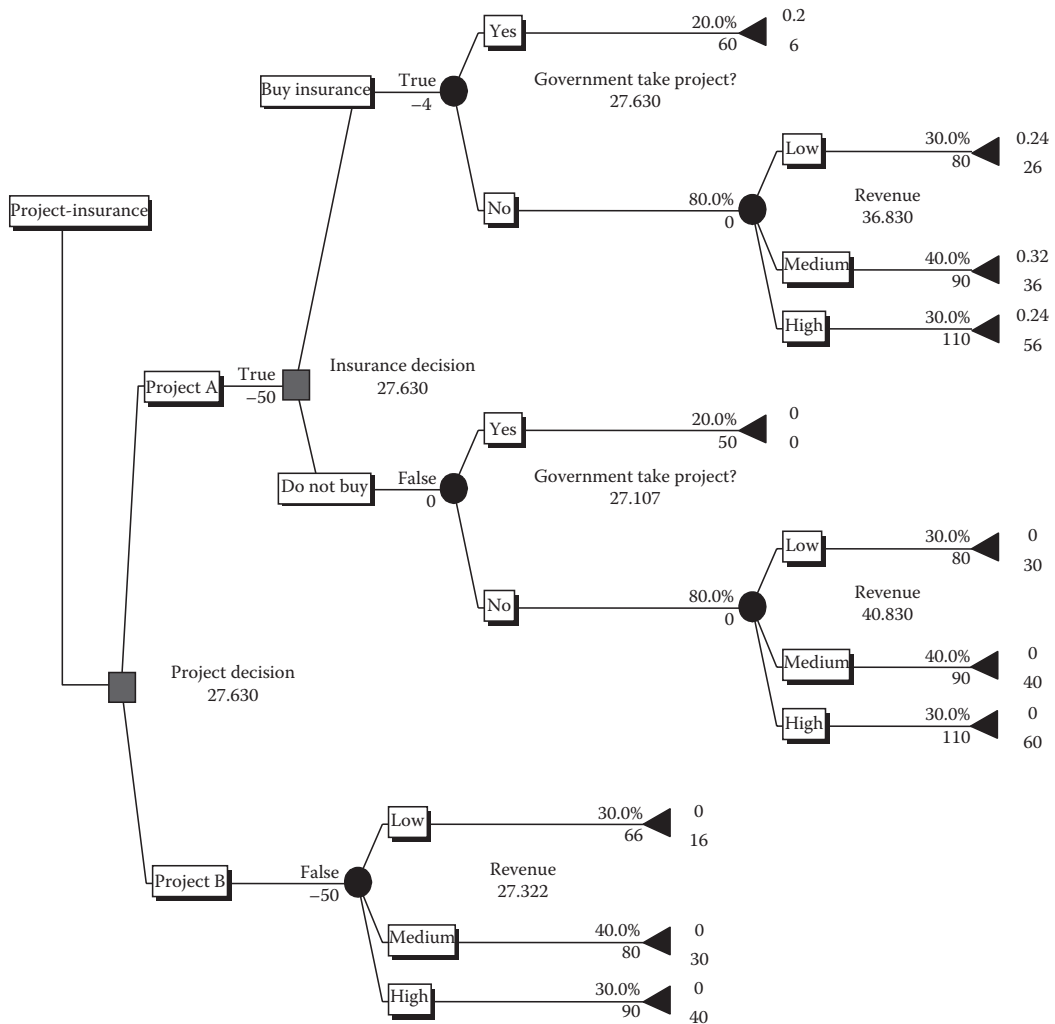 Yes
20.0%
60
0.2
6
Buy insurance
True
–4
Government take project?
27.630
Low
30.0%
80
0.24
26
Project-insurance
No
80.0%
0
Revenue
36.830
Medium
40.0%
90
0.32
36
High
30.0%
110
0.24
56
Project A
True
–50
Insurance decision
27.630
Yes
20.0%
50
0
0
Do not buy
False
0
Government take project?
27.107
Low
30.0%
80
0
30
No
80.0%
0
Revenue
40.830
Project decision
27.630
Medium
40.0%
90
0
40
High
30.0%
110
0
60
Low
30.0%
66
0
16
Project B
False
–50
Revenue
27.322
Medium
40.0%
80
0
30
High
30.0%
90
0
40